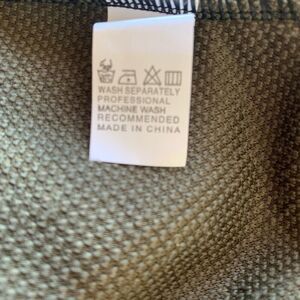 WASH SEPARATELY
PROFESSIONAL
MACHINE WASH
RECOMMENDED
MADE IN CHINA